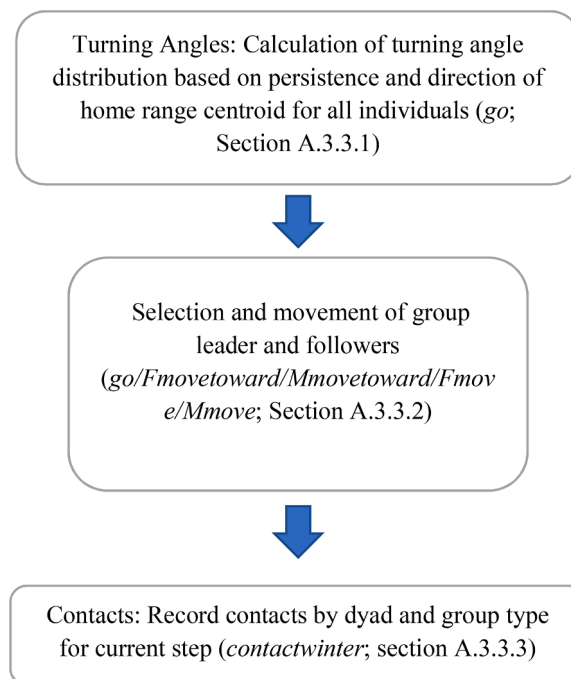 Turning Angles: Calculation of turning angle
distribution based on persistence and direction of
home range centroid for all individuals (go;
Section A.3.3.1)
Selection and movement of group
leader and followers
(go/Fmovetoward/Mmovetoward/Fmov
e/Mmove; Section A.3.3.2)
Contacts: Record contacts by dyad and group type
for current step (contactwinter; section A.3.3.3)